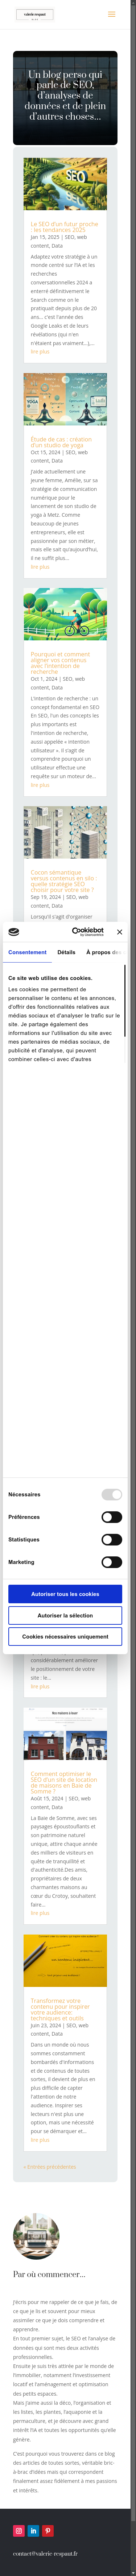 valerie-respaut
Un blog perso qui
parle de SEO,
d'analyses de
données et de plein
d'autres choses...
Le SEO d'un futur proche
: les tendances 2025
Jan 15, 2025 | SEO, web
content, Data
Adaptez votre stratégie à un
monde centré sur l'IA et les
recherches
conversationnelles 2024 a
enterré définitivement le
Search comme on le
pratiquait depuis plus de 20
ans... c'est l'année des
Google Leaks et de leurs
révélations (qui n'en
n'étaient pas vraiment...),...
lire plus
Étude de cas : création
d'un studio de yoga
Oct 15, 2024 | SEO, web
content, Data
J'aide actuellement une
jeune maman, Amélie, sur sa
stratégie de communication
numérique pour le
lancement de son studio de
yoga à Metz. Comme
beaucoup de Jeunes
entrepreneurs, elle est
passionnée par son métier,
elle sait qu'aujourd'hui,
il ne suffit plus...
lire plus
Pourquoi et comment
aligner vos contenus
avec l'intention de
recherche
Oct 1, 2024 | SEO, web
content, Data
L'intention de recherche : un
concept fondamental en SEO
En SEO, l'un des concepts les
plus importants est
l'intention de recherche,
aussi appelée « intention
utilisateur ». Il s'agit de
comprendre pourquoi un
utilisateur effectue une
requête sur un moteur de...
lire plus
Cocon sémantique
versus contenus en silo :
quelle stratégie SEO
choisir pour votre site ?
Sep 19, 2024 | SEO, web
content, Data
Lorsqu'il s'agit d'organiser
Cookiebot
Consentement Détails À propos des
Ce site web utilise des cookies.
Les cookies nous permettent de
personnaliser le contenu et les annonces,
d'offrir des fonctionnalités relatives aux
médias sociaux et d'analyser notre trafic.
Nous partageons également des
informations sur l'utilisation de notre site
avec nos partenaires de médias sociaux,
de publicité et d'analyse, qui peuvent
combiner celles-ci avec d'autres
Nécessaires
Préférences
Statistiques
Marketing
Autoriser tous les cookies
Autoriser la sélection
Cookies nécessaires uniquement
considérablement améliorer
le positionnement de votre
site : le...
lire plus
Comment optimiser le
SEO d'un site de location
de maisons en Baie de
Somme ?
Août 15, 2024 | SEO, web
content, Data
La Baie de Somme, avec ses
paysages époustouflants et
son patrimoine naturel
unique, attire chaque année
des milliers de visiteurs en
quête de tranquillité et
d'authenticité.Des amis,
propriétaires de deux
charmantes maisons au
cœur du Crotoy, souhaitent
faire...
lire plus
Transformez votre
contenu pour inspirer
votre audience:
techniques et outils
Juin 23, 2024 | SEO, web
content, Data
Dans un monde où nous
sommes constamment
bombardés d'informations
et de contenus de toutes
sortes, il devient de plus en
plus difficile de capter
l'attention de votre
audience. Inspirer ses
lecteurs n'est plus une
option, mais une nécessité
pour se démarquer et...
lire plus
« Entrées précédentes
Par où commencer...
J'écris pour me rappeler de ce que je fais, de
ce que je lis et souvent pour mieux
assimiler ce que je dois comprendre et
apprendre.
En tout premier sujet, le SEO et l'analyse de
données qui sont mes deux activités
professionnelles.
Ensuite je suis très attirée par le monde de
l'immobilier, notamment l'investissement
locatif et l'aménagement et optimisation
des petits espaces.
Mais j'aime aussi la déco, l'organisation et
les listes, les plantes, l'aquaponie et la
permaculture, et je trouve amusant de créer
des sites et toutes les opportunités qu'elle
génère.
C'est pourquoi vous trouverez dans ce blog
des articles de toutes sortes, véritable bric-
à-brac d'idées mais qui correspondent
finalement assez fidèlement à mes passions
et intérêts.
contact@valerie-respaut.fr